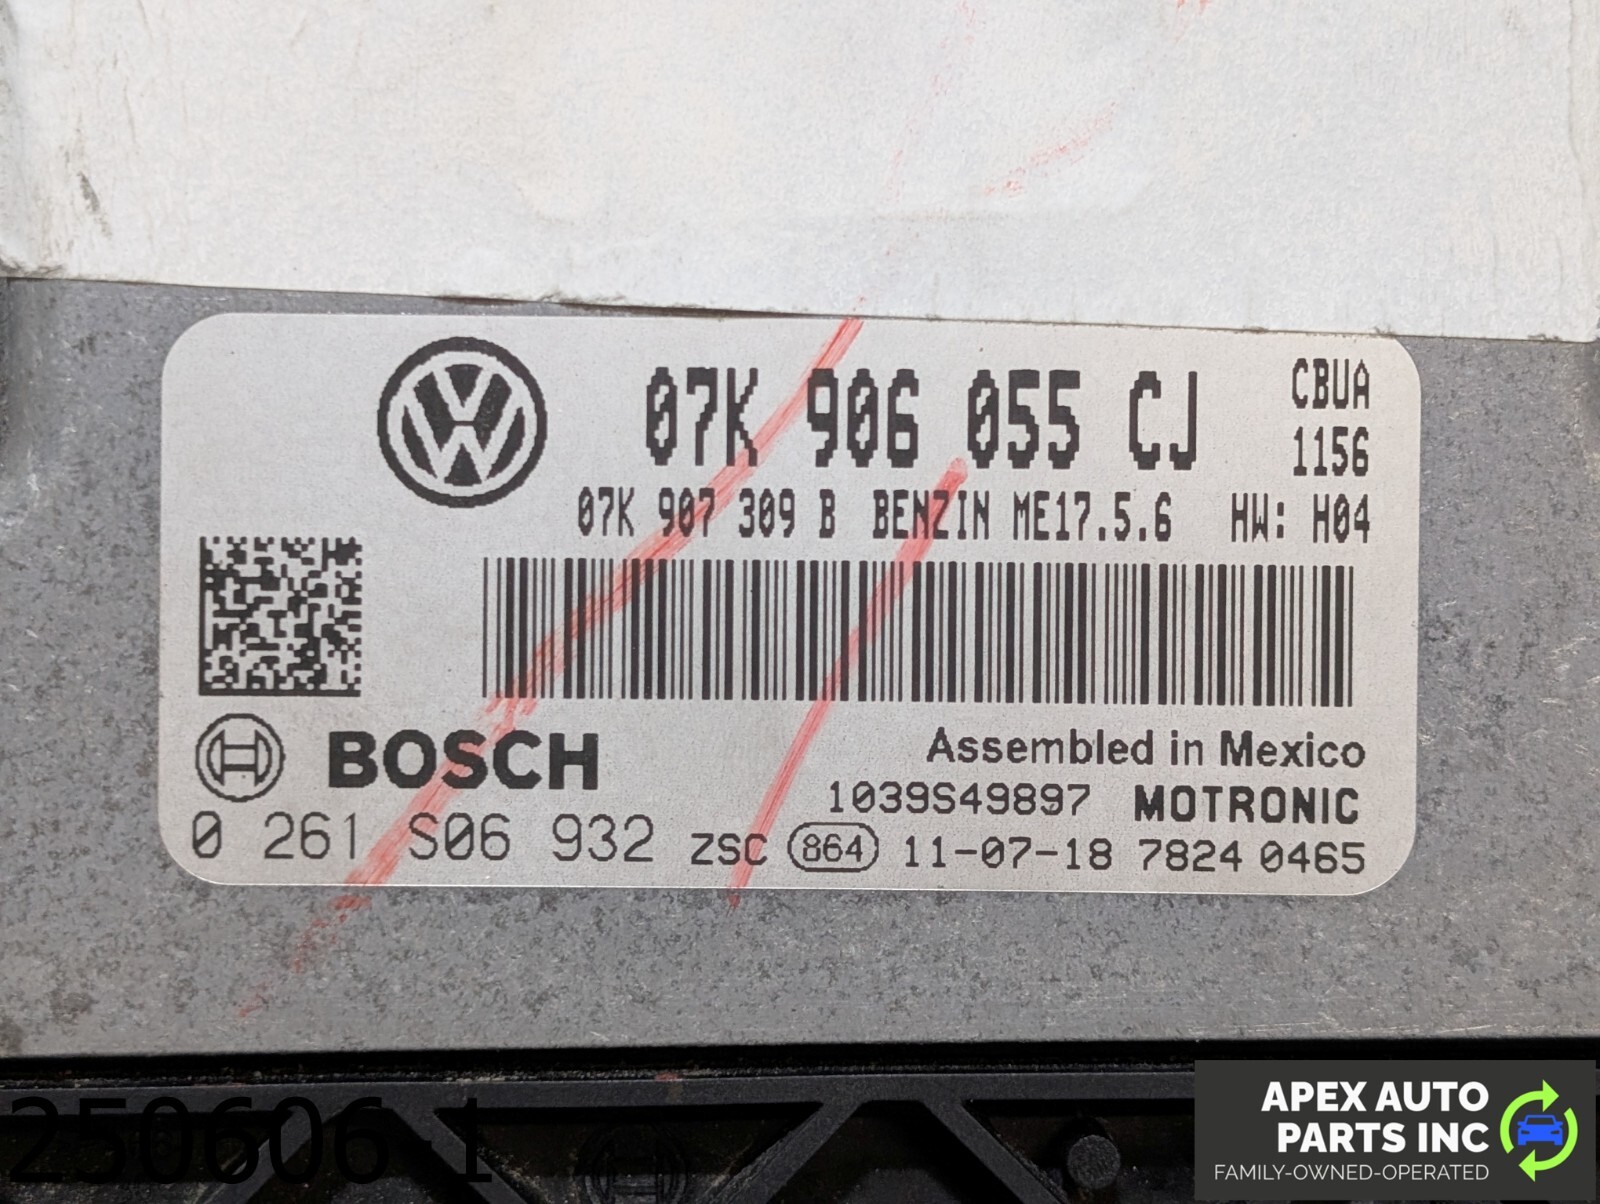 07K 906 055 CJ
CBUA
1156
07K 907 309 B BENZIN ME17.5.6 HW: H04
BOSCH
Assembled in Mexico
1039S49897 MOTRONIC
0 261 S06 932 ZSC 864 11-07-18 7824 0465
250606-1
APEX AUTO
PARTS INC
FAMILY-OWNED-OPERATED